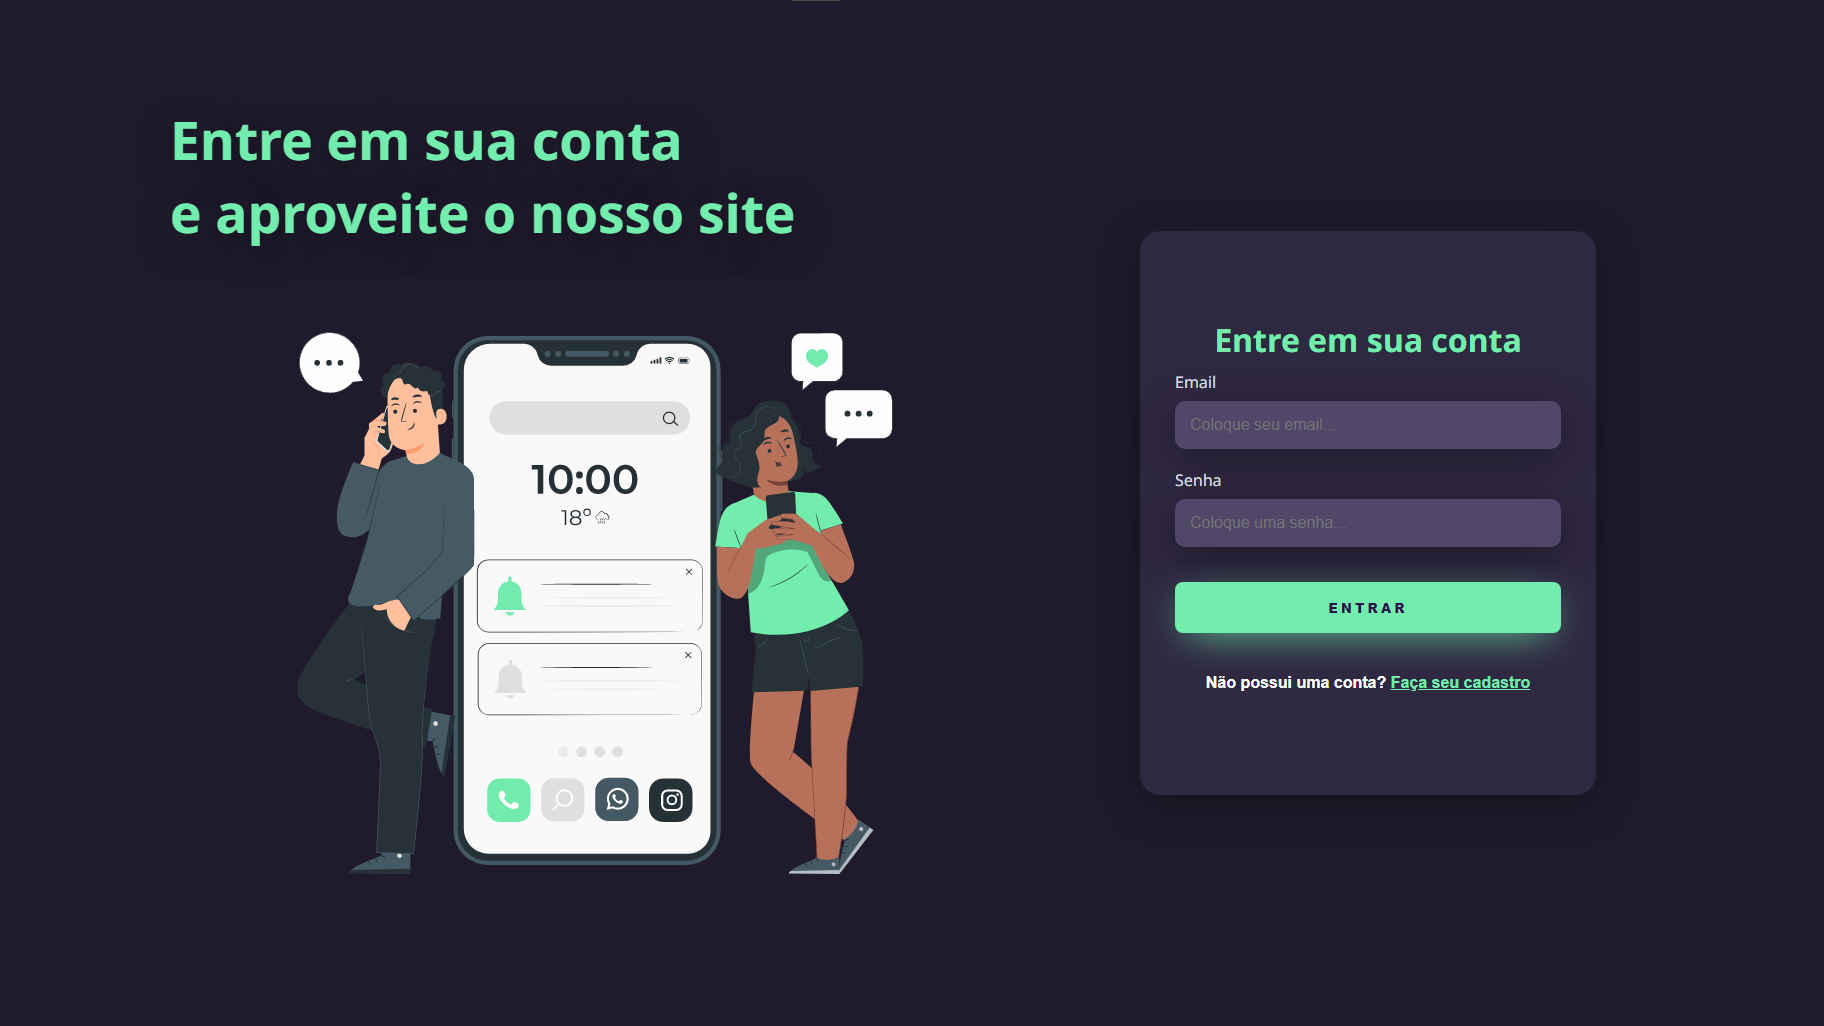 Entre em sua conta
e aproveite o nosso site
10:00
18°
Entre em sua conta
Email
Coloque seu email...
Senha
Coloque uma senha...
ENTRAR
Não possui uma conta? Faça seu cadastro